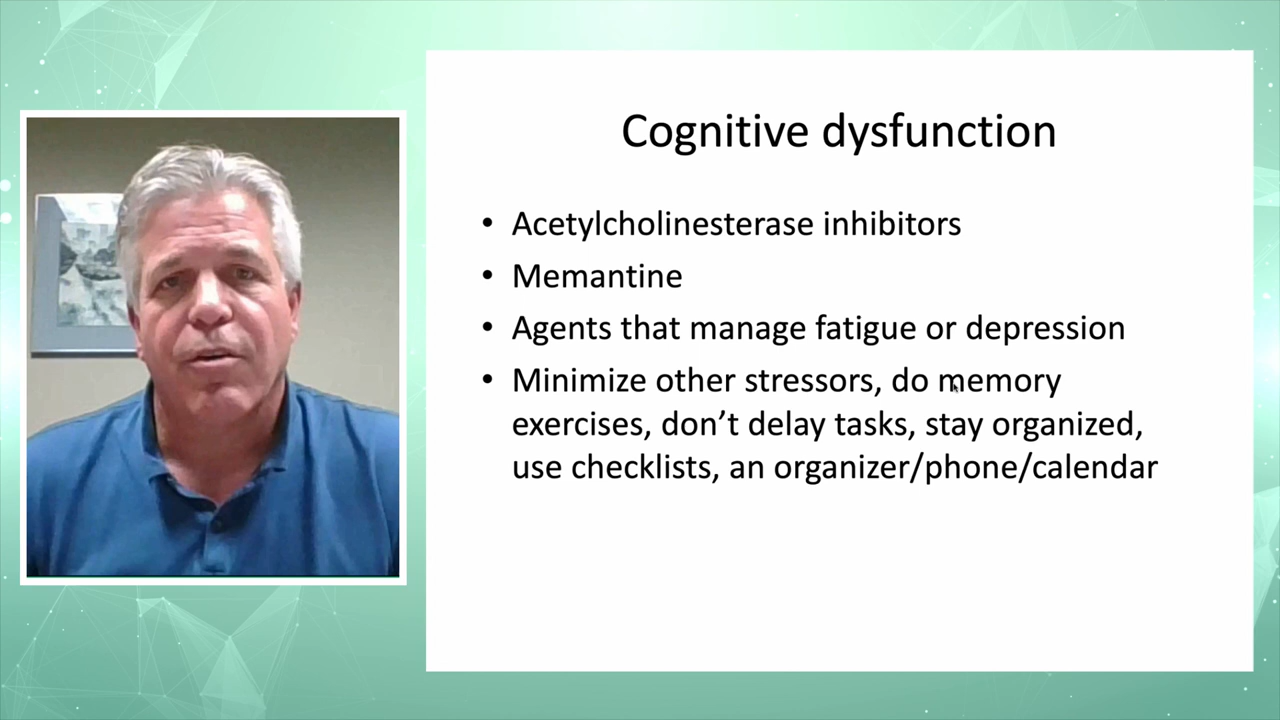 Cognitive dysfunction
• Acetylcholinesterase inhibitors
• Memantine
• Agents that manage fatigue or depression
• Minimize other stressors, do memory
exercises, don’t delay tasks, stay organized,
use checklists, an organizer/phone/calendar